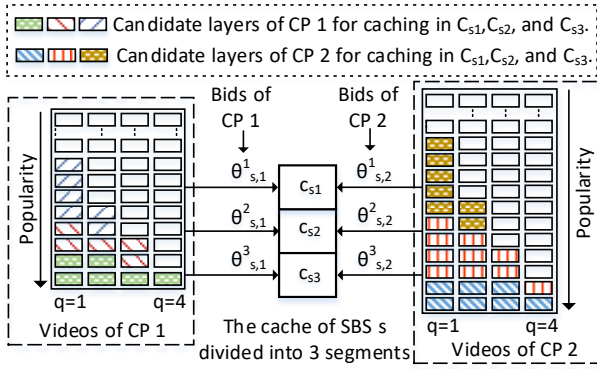 Candidate layers of CP 1 for caching in Cs1,Cs2, and Cs3.
Candidate layers of CP 2 for caching in Cs1,Cs2, and Cs3.
Bids of CP 1
Bids of CP 2
Popularity
θ¹s,1
θ²s,1
θ³s,1
Cs1
Cs2
Cs3
θ¹s,2
θ²s,2
θ³s,2
Popularity
q=1
q=4
Videos of CP 1
The cache of SBS s
divided into 3 segments
q=1
q=4
Videos of CP 2